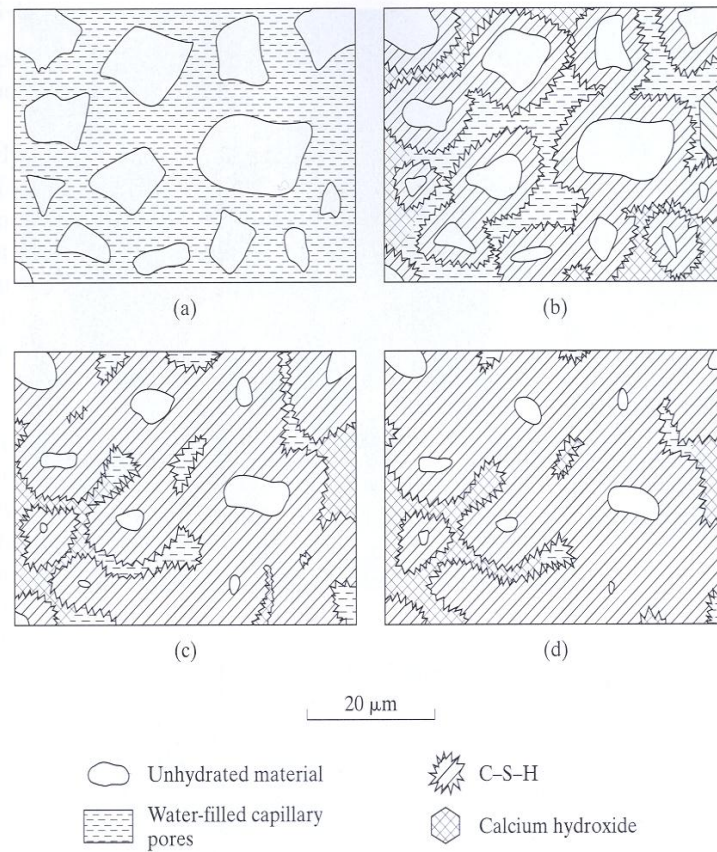 (a)
(b)
(c)
(d)
20 μm
Unhydrated material
C–S–H
Water-filled capillary
pores
Calcium hydroxide